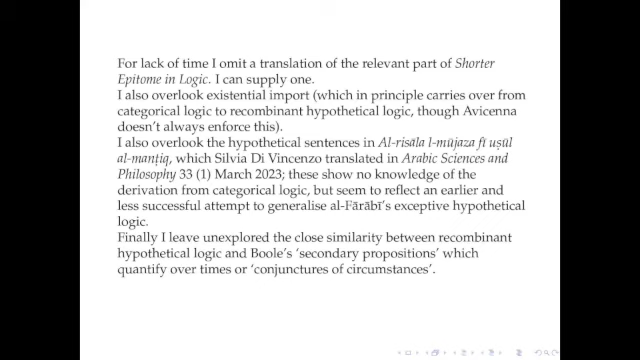 For lack of time I omit a translation of the relevant part of Shorter
Epitome in Logic. I can supply one.
I also overlook existential import (which in principle carries over from
categorical logic to recombinant hypothetical logic, though Avicenna
doesn't always enforce this).
I also overlook the hypothetical sentences in Al-risāla l-mūjaza fī uṣūl
al-manṭiq, which Silvia Di Vincenzo translated in Arabic Sciences and
Philosophy 33 (1) March 2023; these show no knowledge of the
derivation from categorical logic, but seem to reflect an earlier and
less successful attempt to generalise al-Fārābī's exceptive hypothetical
logic.
Finally I leave unexplored the close similarity between recombinant
hypothetical logic and Boole's 'secondary propositions' which
quantify over times or 'conjunctures of circumstances'.